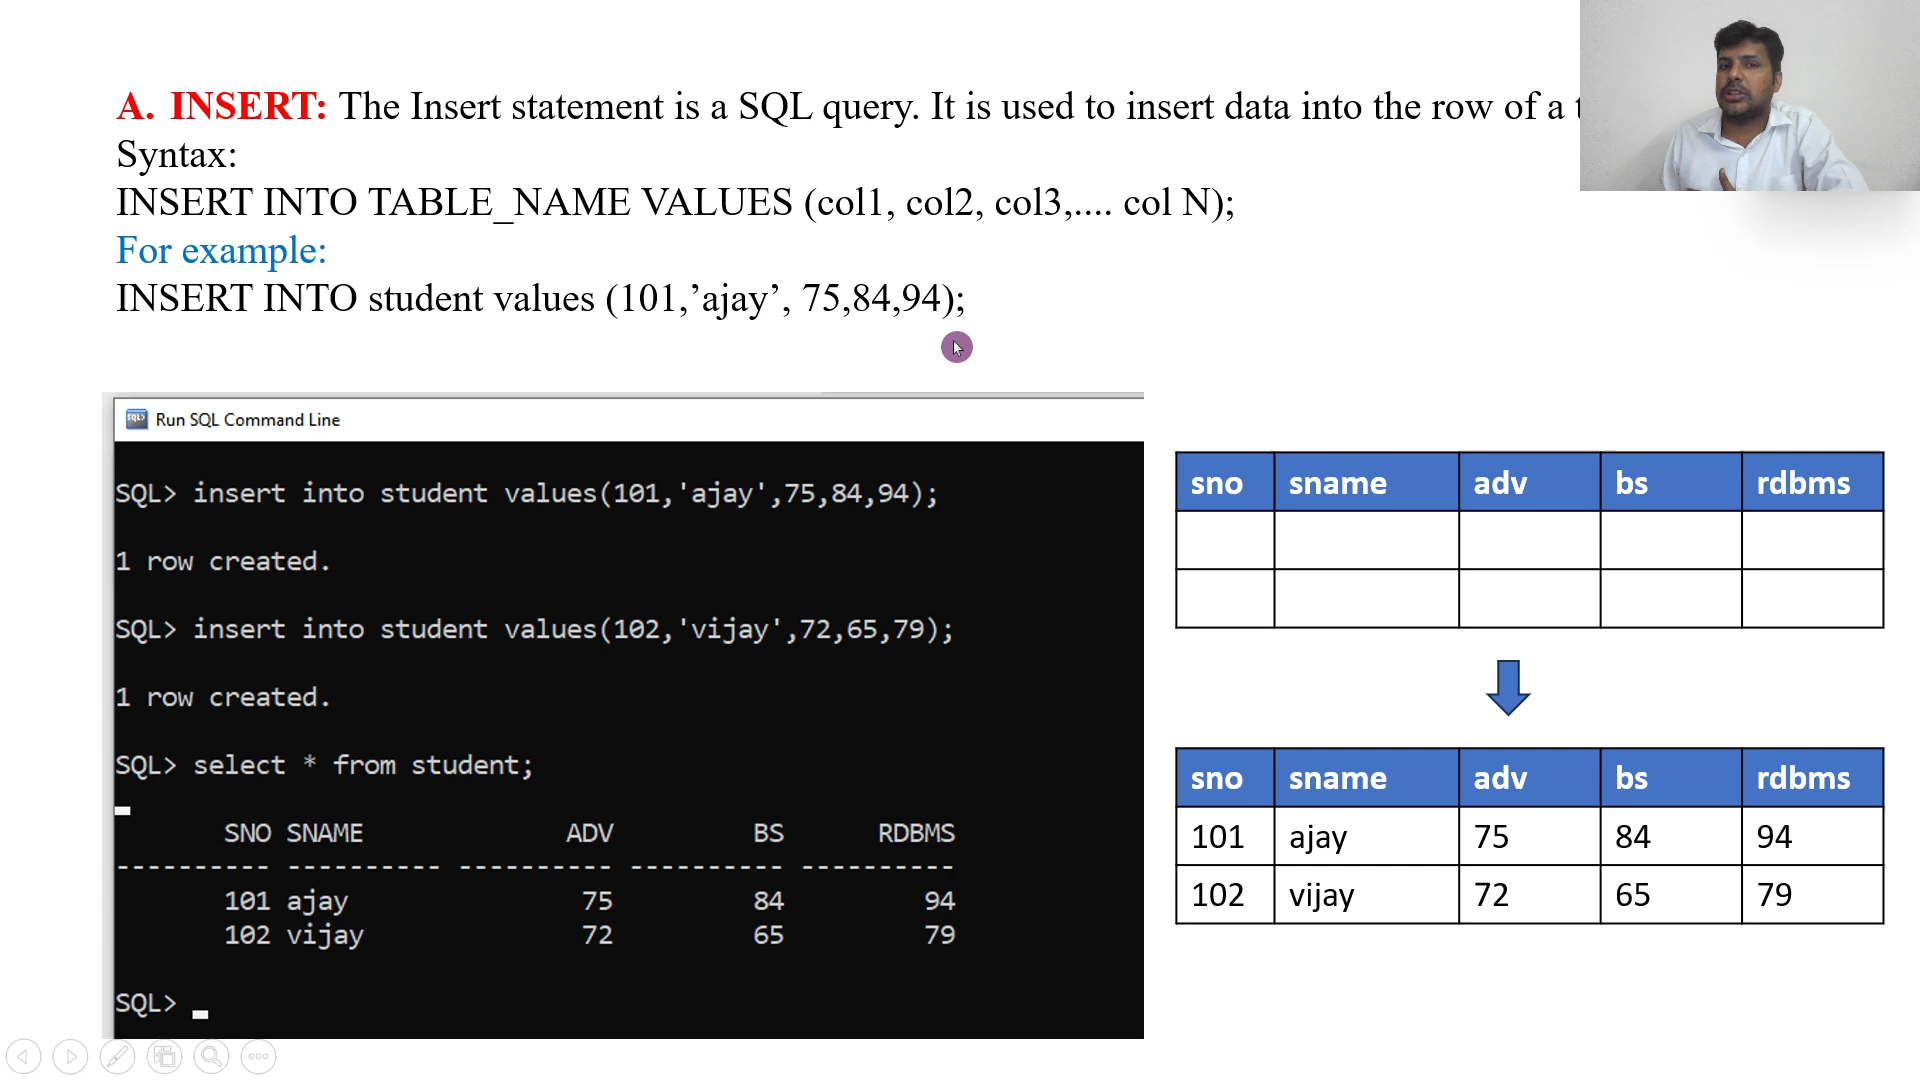 A. INSERT: The Insert statement is a SQL query. It is used to insert data into the row of a
Syntax:
INSERT INTO TABLE_NAME VALUES (col1, col2, col3,.... col N);
For example:
INSERT INTO student values (101,’ajay’, 75,84,94);
Run SQL Command Line
SQL> insert into student values(101,'ajay',75,84,94);
1 row created.
SQL> insert into student values(102,'vijay',72,65,79);
1 row created.
SQL> select * from student;
SNO SNAME ADV BS RDBMS
---------- ---------- ---------- ---------- ----------
101 ajay 75 84 94
102 vijay 72 65 79
SQL>
sno sname adv bs rdbms
sno sname adv bs rdbms
101 ajay 75 84 94
102 vijay 72 65 79